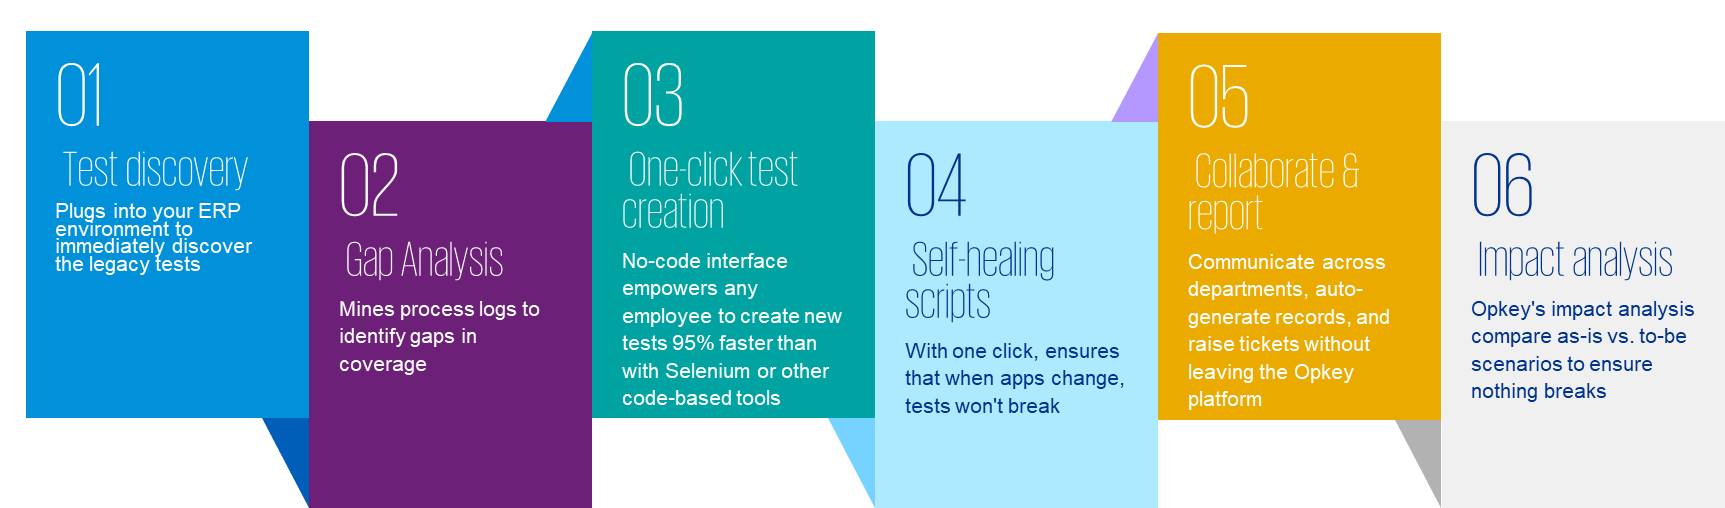 01
Test discovery
Plugs into your ERP
environment to
immediately discover
the legacy tests
02
Gap Analysis
Mines process logs to
identify gaps in
coverage
03
One-click test
creation
No-code interface
empowers any
employee to create new
tests 95% faster than
with Selenium or other
code-based tools
04
Self-healing
scripts
With one click, ensures
that when apps change,
tests won't break
05
Collaborate &
report
Communicate across
departments, auto-
generate records, and
raise tickets without
leaving the Opkey
platform
06
Impact analysis
Opkey's impact analysis
compare as-is vs. to-be
scenarios to ensure
nothing breaks